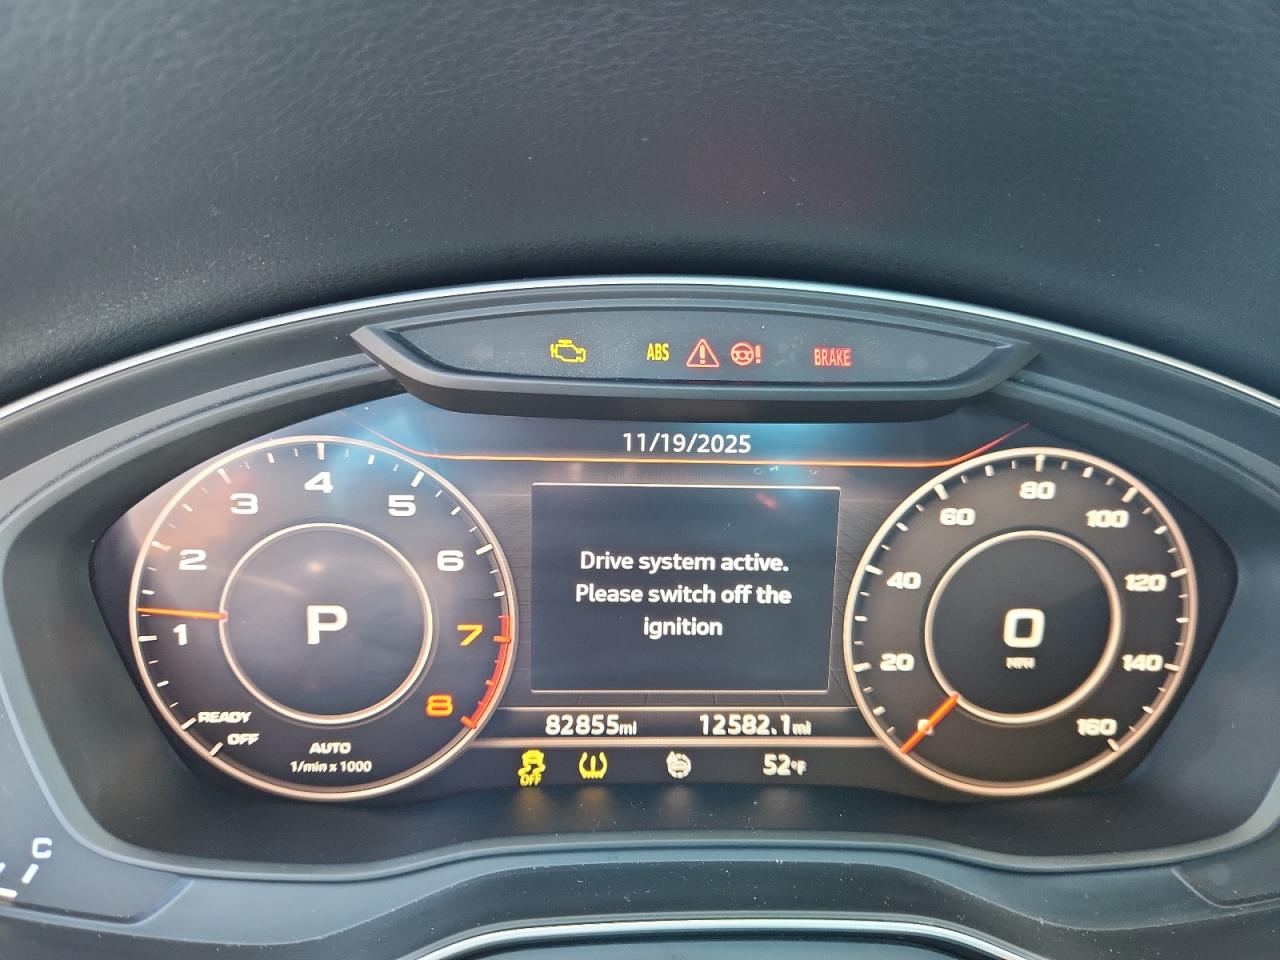 ABS BRAKE
11/19/2025
1 2 3 4 5 6 7 8
READY
OFF
P
AUTO
1/min x 1000
Drive system active.
Please switch off the
ignition
0 20 40 60 80 100 120 140 160
0
MPH
82855mi 12582.1mi
OFF 52°F
C